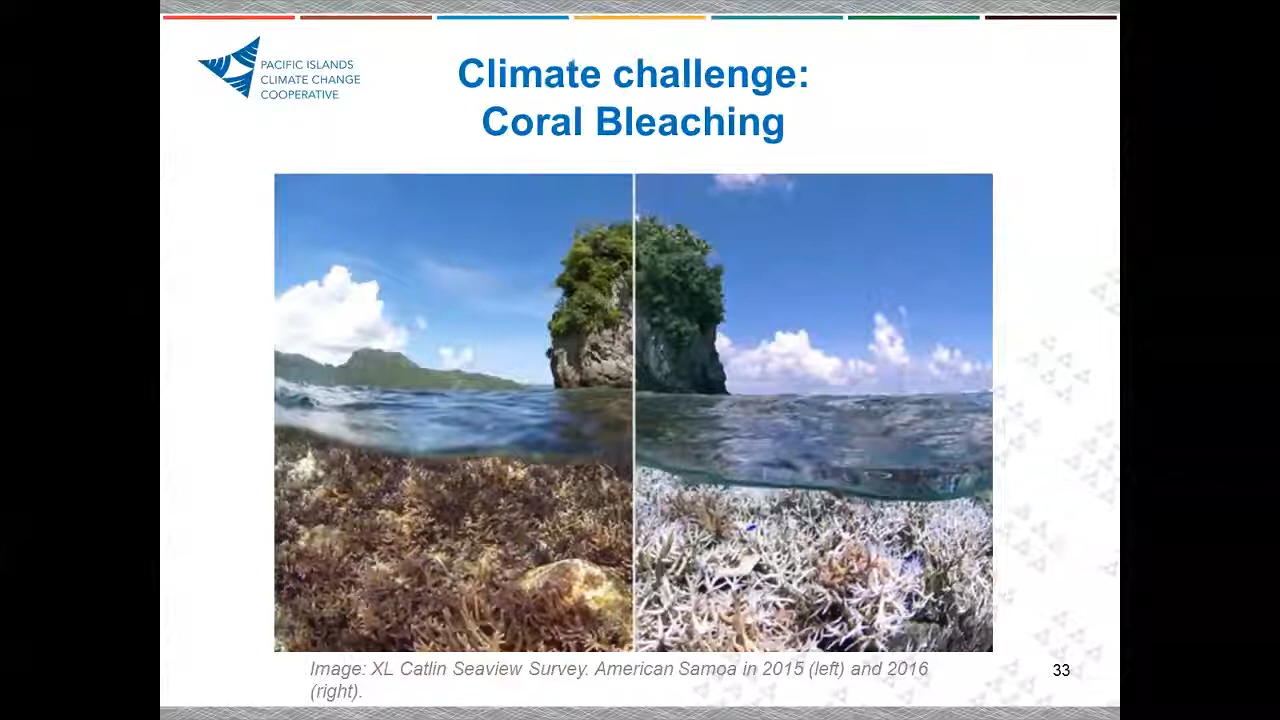 PACIFIC ISLANDS
CLIMATE CHANGE
COOPERATIVE
Climate challenge:
Coral Bleaching
Image: XL Catlin Seaview Survey. American Samoa in 2015 (left) and 2016
(right).
33